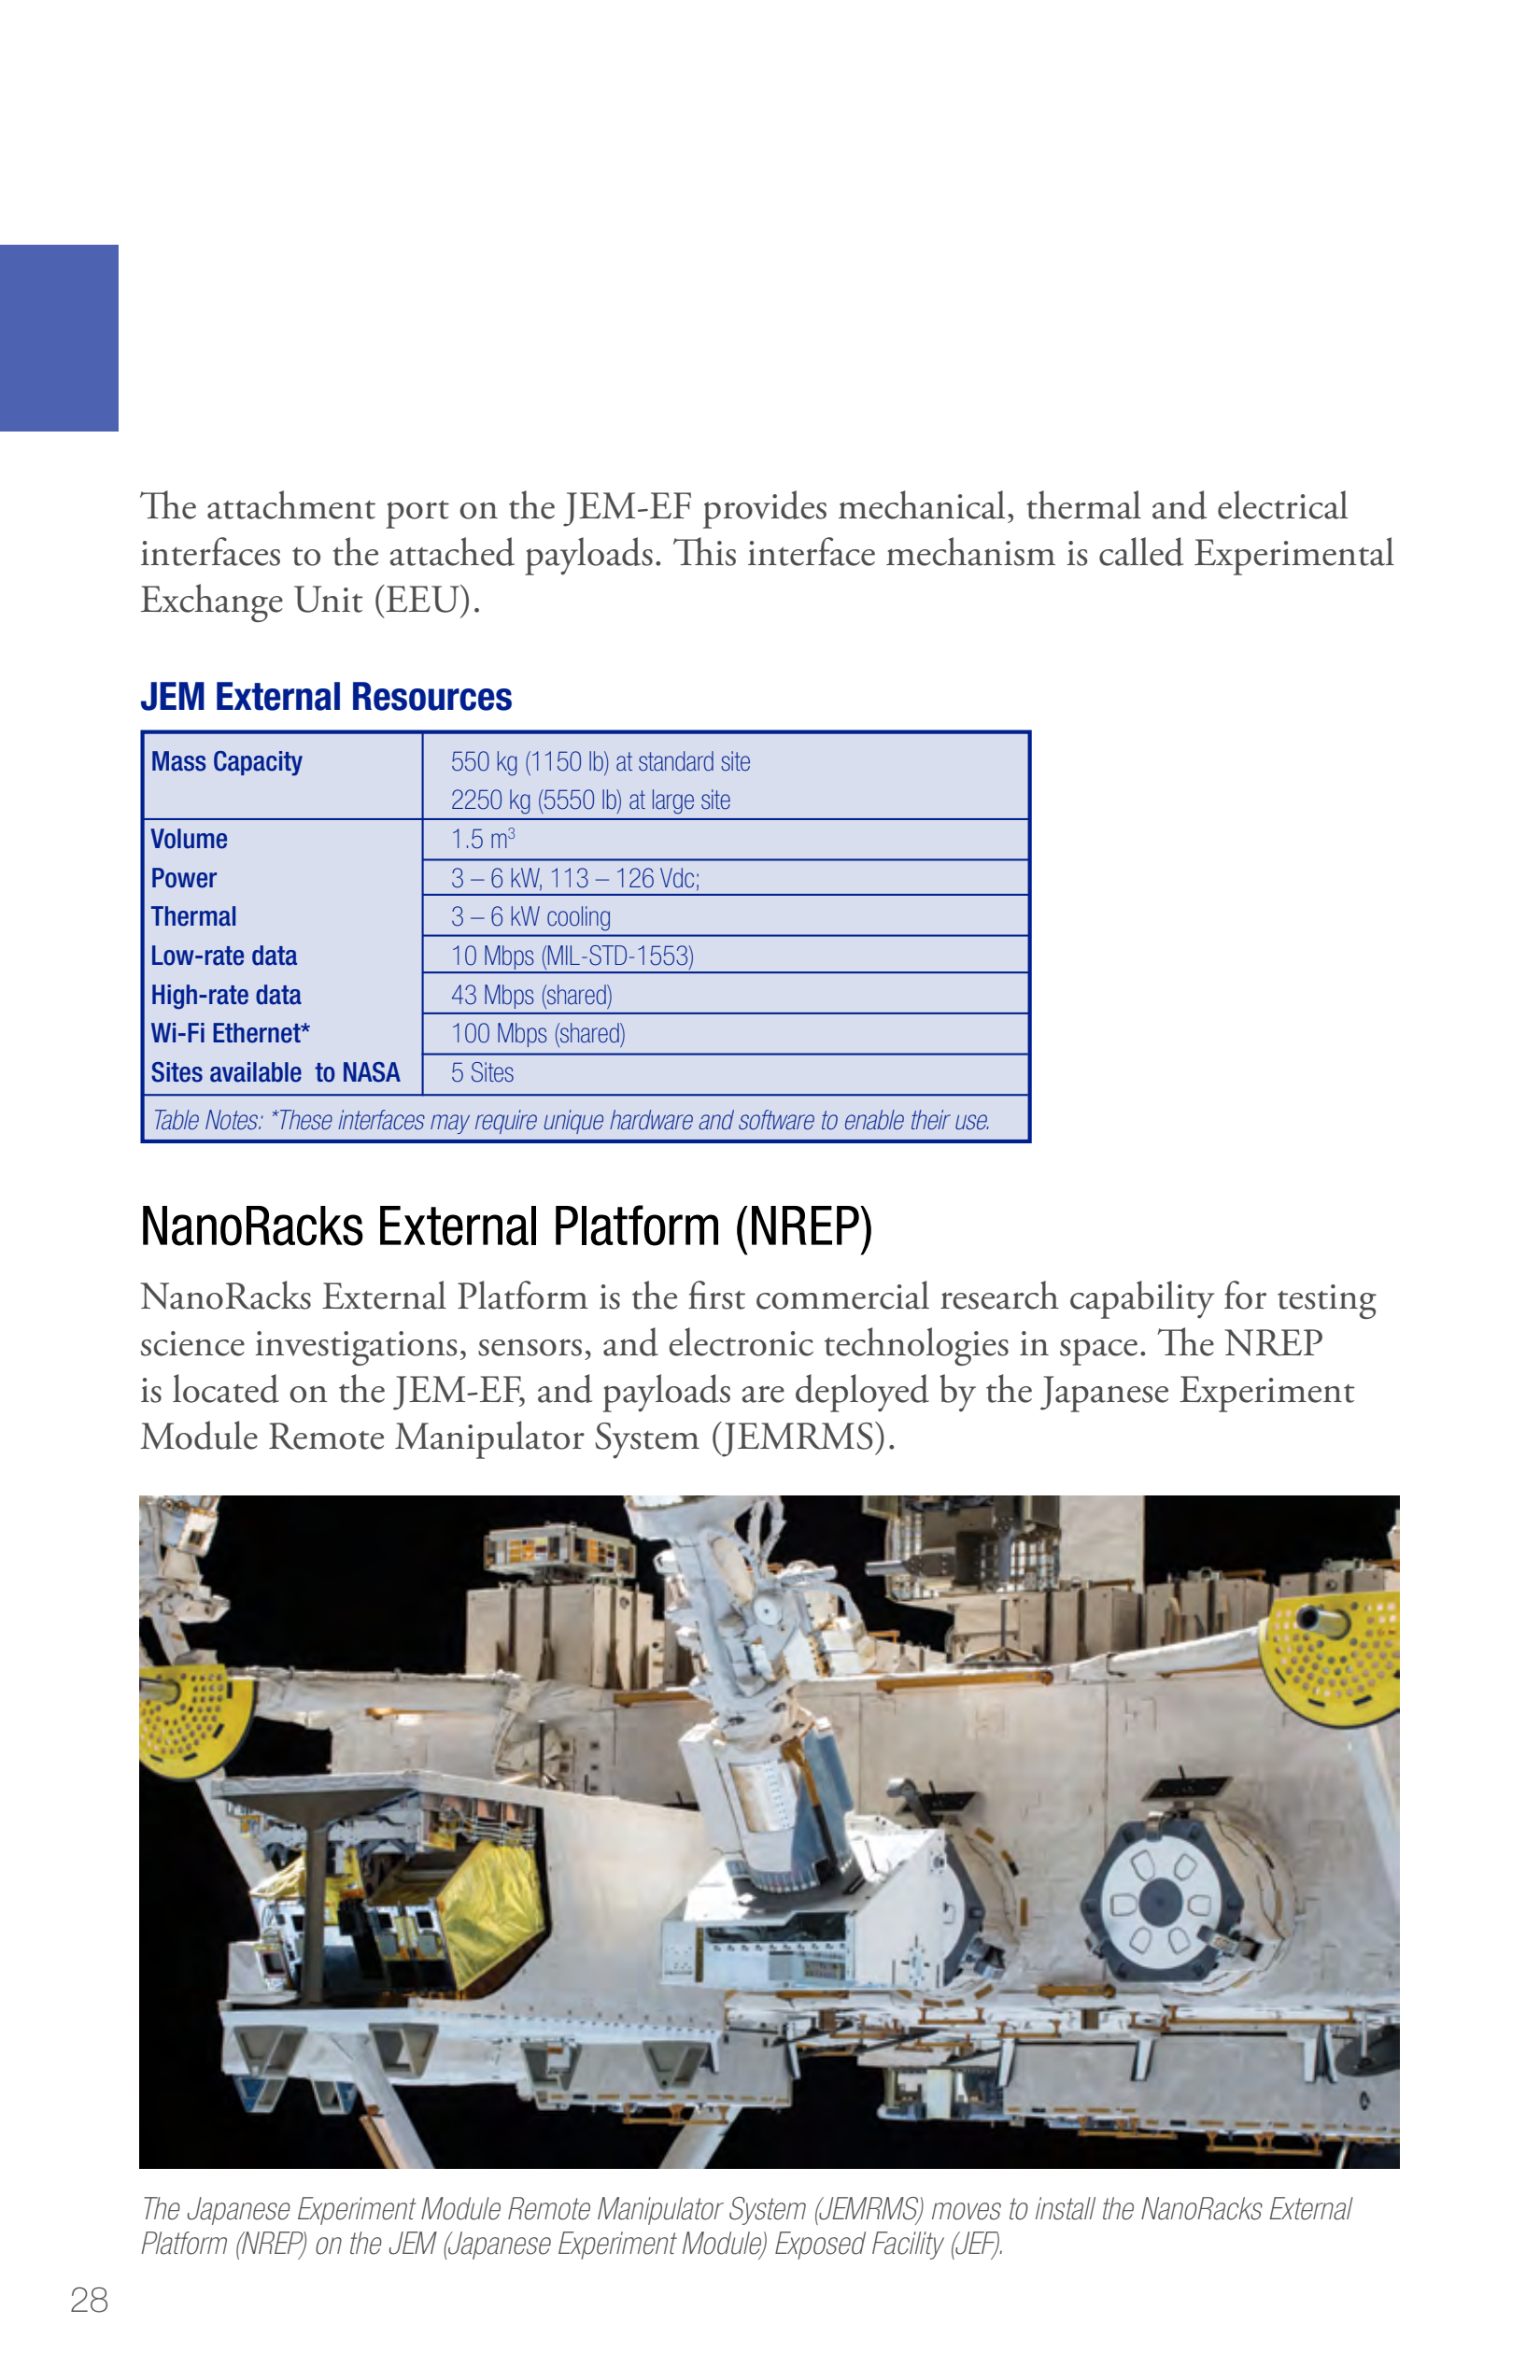 The attachment port on the JEM-EF provides mechanical, thermal and electrical
interfaces to the attached payloads. This interface mechanism is called Experimental
Exchange Unit (EEU).
JEM External Resources
Mass Capacity 550 kg (1150 lb) at standard site
2250 kg (5550 lb) at large site
Volume 1.5 m³
Power 3 – 6 kW, 113 – 126 Vdc;
Thermal 3 – 6 kW cooling
Low-rate data 10 Mbps (MIL-STD-1553)
High-rate data 43 Mbps (shared)
Wi-Fi Ethernet* 100 Mbps (shared)
Sites available to NASA 5 Sites
Table Notes: *These interfaces may require unique hardware and software to enable their use.
NanoRacks External Platform (NREP)
NanoRacks External Platform is the first commercial research capability for testing
science investigations, sensors, and electronic technologies in space. The NREP
is located on the JEM-EF, and payloads are deployed by the Japanese Experiment
Module Remote Manipulator System (JEMRMS).
The Japanese Experiment Module Remote Manipulator System (JEMRMS) moves to install the NanoRacks External
Platform (NREP) on the JEM (Japanese Experiment Module) Exposed Facility (JEF).
28